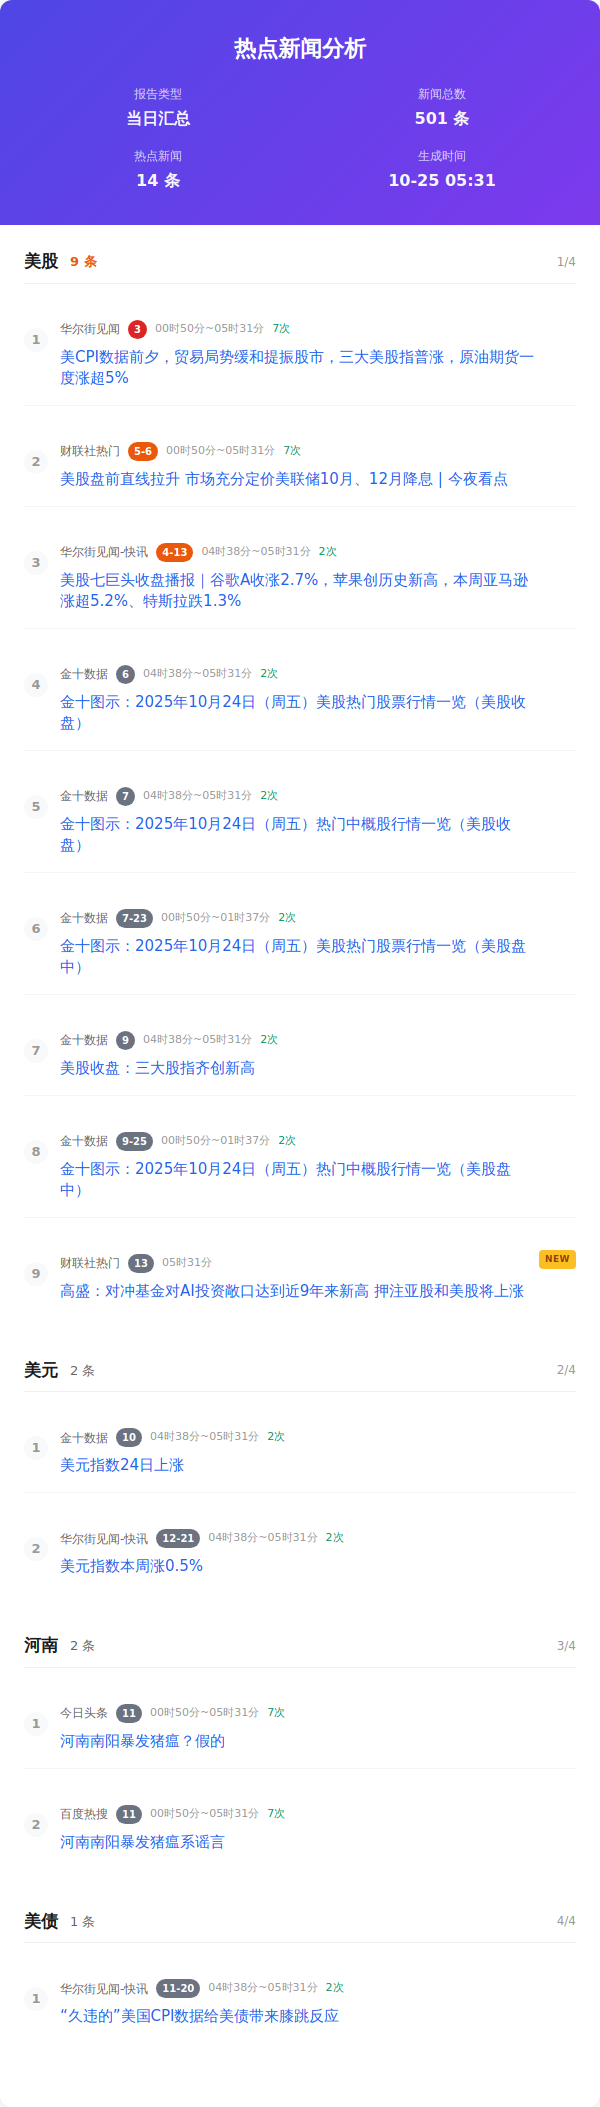 热点新闻分析
报告类型
新闻总数
当日汇总
501 条
热点新闻
生成时间
14 条
10-25 05:31
美股 9 条 1/4
1
华尔街见闻 3 00时50分~05时31分 7次
美CPI数据前夕，贸易局势缓和提振股市，三大美股指普涨，原油期货一
度涨超5%
2
财联社热门 5-6 00时50分~05时31分 7次
美股盘前直线拉升 市场充分定价美联储10月、12月降息 | 今夜看点
3
华尔街见闻-快讯 4-13 04时38分~05时31分 2次
美股七巨头收盘播报｜谷歌A收涨2.7%，苹果创历史新高，本周亚马逊
涨超5.2%、特斯拉跌1.3%
4
金十数据 6 04时38分~05时31分 2次
金十图示：2025年10月24日（周五）美股热门股票行情一览（美股收
盘）
5
金十数据 7 04时38分~05时31分 2次
金十图示：2025年10月24日（周五）热门中概股行情一览（美股收
盘）
6
金十数据 7-23 00时50分~01时37分 2次
金十图示：2025年10月24日（周五）美股热门股票行情一览（美股盘
中）
7
金十数据 9 04时38分~05时31分 2次
美股收盘：三大股指齐创新高
8
金十数据 9-25 00时50分~01时37分 2次
金十图示：2025年10月24日（周五）热门中概股行情一览（美股盘
中）
9
财联社热门 13 05时31分 NEW
高盛：对冲基金对AI投资敞口达到近9年来新高 押注亚股和美股将上涨
美元 2 条 2/4
1
金十数据 10 04时38分~05时31分 2次
美元指数24日上涨
2
华尔街见闻-快讯 12-21 04时38分~05时31分 2次
美元指数本周涨0.5%
河南 2 条 3/4
1
今日头条 11 00时50分~05时31分 7次
河南南阳暴发猪瘟？假的
2
百度热搜 11 00时50分~05时31分 7次
河南南阳暴发猪瘟系谣言
美债 1 条 4/4
1
华尔街见闻-快讯 11-20 04时38分~05时31分 2次
“久违的”美国CPI数据给美债带来膝跳反应